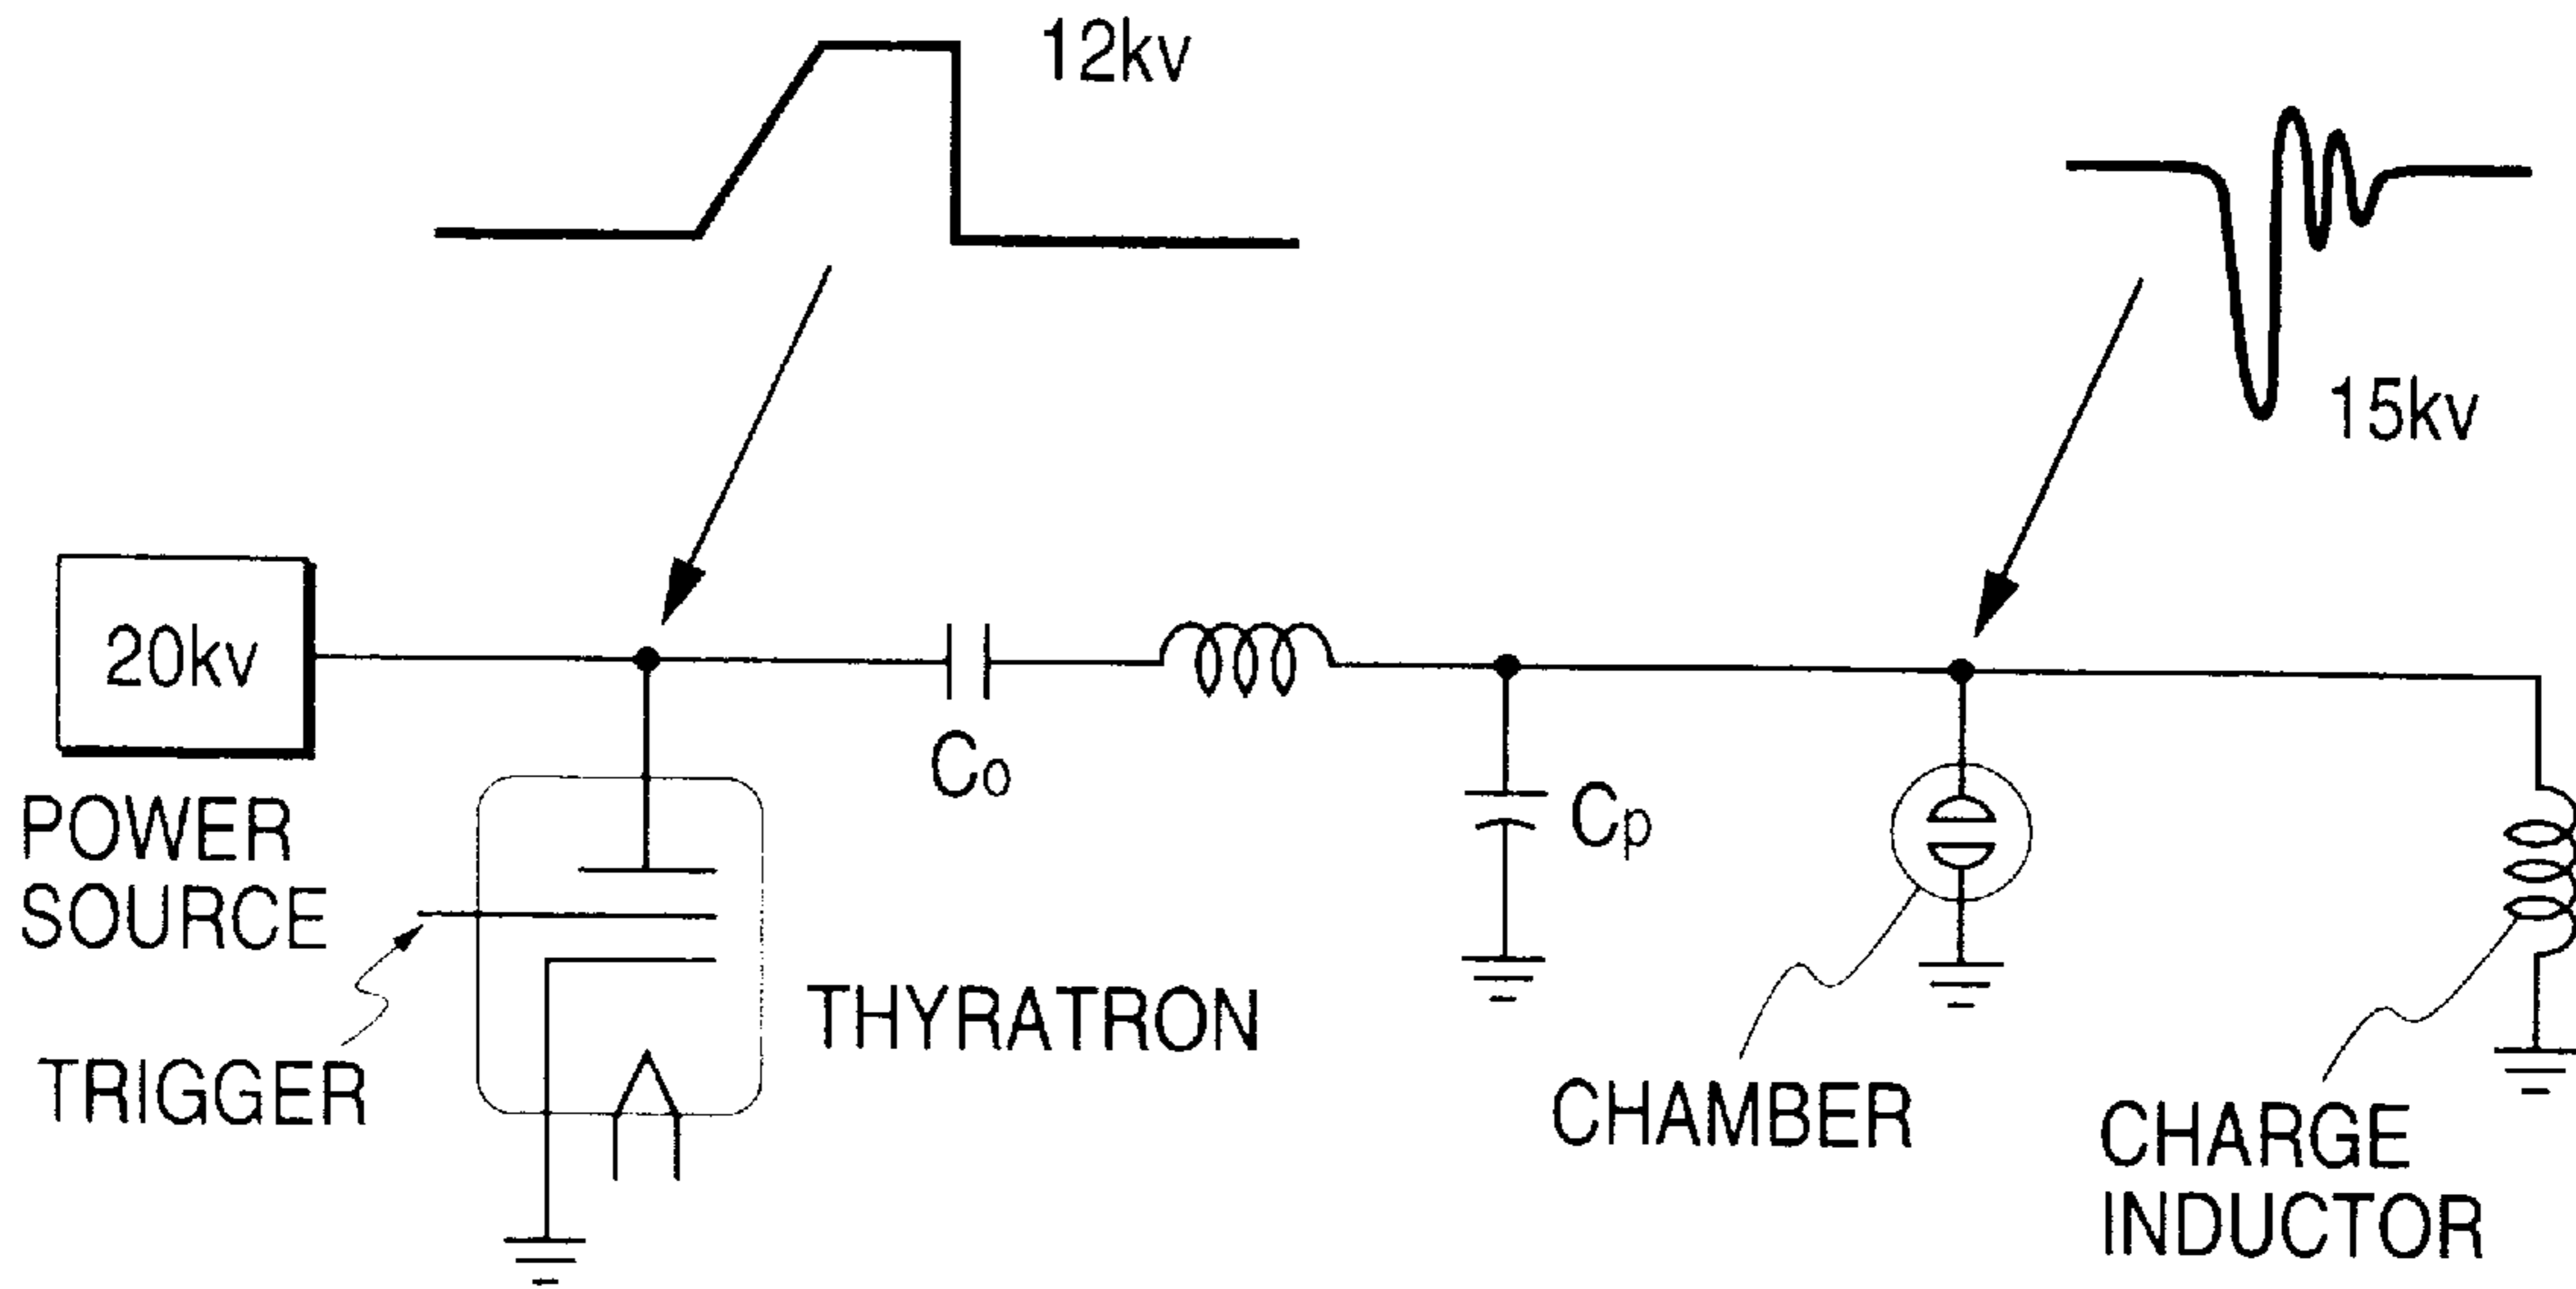 12kv
15kv
20kv
POWER
SOURCE
Co
Cp
TRIGGER
THYRATRON
CHAMBER
CHARGE
INDUCTOR